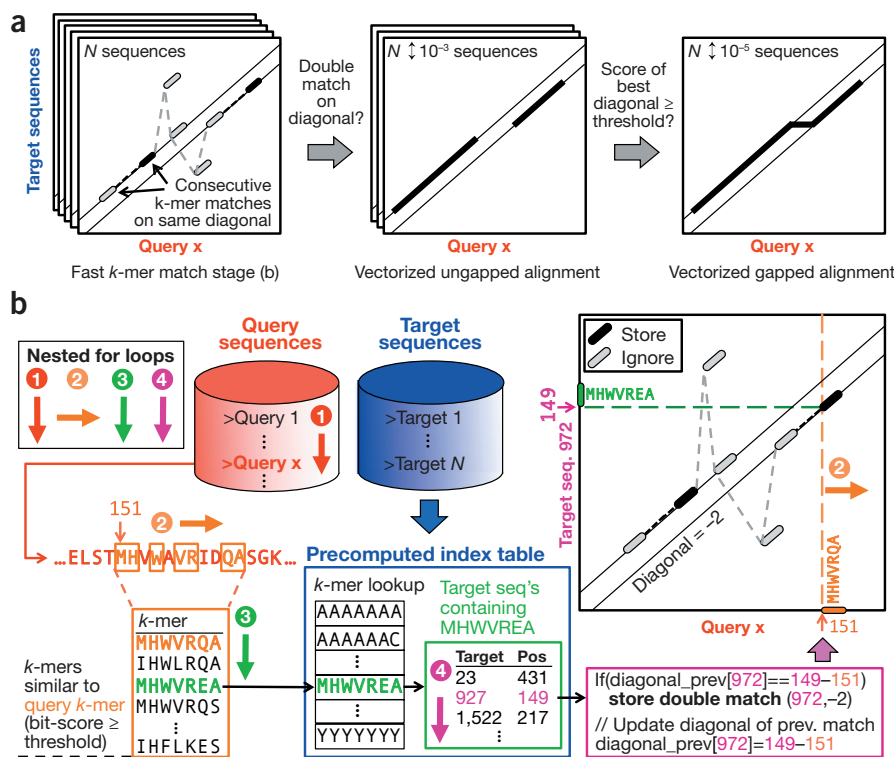 a
Target sequences
N sequences
Consecutive
k-mer matches
on same diagonal
Query x
Fast k-mer match stage (b)
Double
match
on
diagonal?
N ↕10⁻³ sequences
Query x
Vectorized ungapped alignment
Score of
best
diagonal ≥
threshold?
N ↕10⁻⁵ sequences
Query x
Vectorized gapped alignment
b
Nested for loops
1 2 3 4
Query
sequences
>Query 1
⋮
>Query x
⋮
1
Target
sequences
>Target 1
⋮
>Target N
151
2
…ELSTMHVWAVRIDQASGK…
k-mer
MHWVRQA
IHWLRQA
MHWVREA
MHWVRQS
⋮
IHFLKES
3
k-mers
similar to
query k-mer
(bit-score ≥
threshold)
Precomputed index table
k-mer lookup
AAAAAAA
AAAAAAC
⋮
MHWVREA
⋮
YYYYYYY
Target seq's
containing
MHWVREA
4
Target Pos
23 431
927 149
1,522 217
⋮
Store
Ignore
MHWVREA
149
Target seq. 972
Diagonal = –2
2
MHWVRQA
Query x
151
If(diagonal_prev[972]==149–151)
store double match (972,–2)
// Update diagonal of prev. match
diagonal_prev[972]=149–151